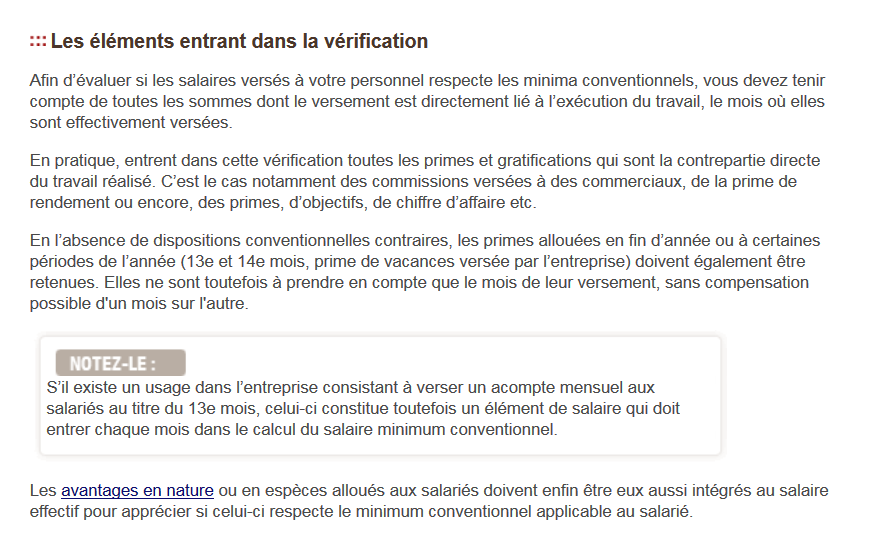 ::: Les éléments entrant dans la vérification
Afin d’évaluer si les salaires versés à votre personnel respecte les minima conventionnels, vous devez tenir
compte de toutes les sommes dont le versement est directement lié à l’exécution du travail, le mois où elles
sont effectivement versées.
En pratique, entrent dans cette vérification toutes les primes et gratifications qui sont la contrepartie directe
du travail réalisé. C’est le cas notamment des commissions versées à des commerciaux, de la prime de
rendement ou encore, des primes, d’objectifs, de chiffre d’affaire etc.
En l’absence de dispositions conventionnelles contraires, les primes allouées en fin d’année ou à certaines
périodes de l’année (13e et 14e mois, prime de vacances versée par l’entreprise) doivent également être
retenues. Elles ne sont toutefois à prendre en compte que le mois de leur versement, sans compensation
possible d'un mois sur l'autre.
NOTEZ-LE :
S’il existe un usage dans l’entreprise consistant à verser un acompte mensuel aux
salariés au titre du 13e mois, celui-ci constitue toutefois un élément de salaire qui doit
entrer chaque mois dans le calcul du salaire minimum conventionnel.
Les avantages en nature ou en espèces alloués aux salariés doivent enfin être eux aussi intégrés au salaire
effectif pour apprécier si celui-ci respecte le minimum conventionnel applicable au salarié.